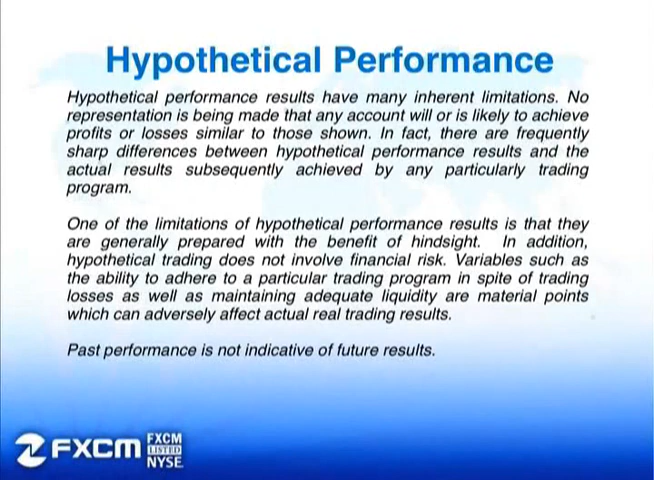 Hypothetical Performance
Hypothetical performance results have many inherent limitations. No
representation is being made that any account will or is likely to achieve
profits or losses similar to those shown. In fact, there are frequently
sharp differences between hypothetical performance results and the
actual results subsequently achieved by any particularly trading
program.
One of the limitations of hypothetical performance results is that they
are generally prepared with the benefit of hindsight. In addition,
hypothetical trading does not involve financial risk. Variables such as
the ability to adhere to a particular trading program in spite of trading
losses as well as maintaining adequate liquidity are material points
which can adversely affect actual real trading results.
Past performance is not indicative of future results.
FXCM
FXCM
LISTED
NYSE